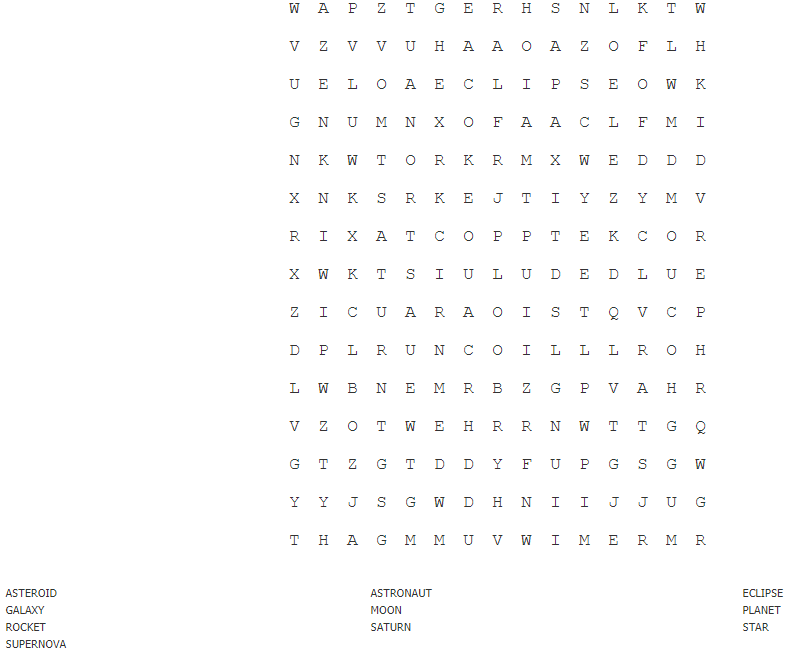 W A P Z T G E R H S N L K T W
V Z V V U H A A O A Z O F L H
U E L O A E C L I P S E O W K
G N U M N X O F A A C L F M I
N K W T O R K R M X W E D D D
X N K S R K E J T I Y Z Y M V
R I X A T C O P P T E K C O R
X W K T S I U L U D E D L U E
Z I C U A R A O I S T Q V C P
D P L R U N C O I L L L R O H
L W B N E M R B Z G P V A H R
V Z O T W E H R R N W T T G Q
G T Z G T D D Y F U P G S G W
Y Y J S G W D H N I I J J U G
T H A G M M U V W I M E R M R
ASTEROID ASTRONAUT ECLIPSE
GALAXY MOON PLANET
ROCKET SATURN STAR
SUPERNOVA